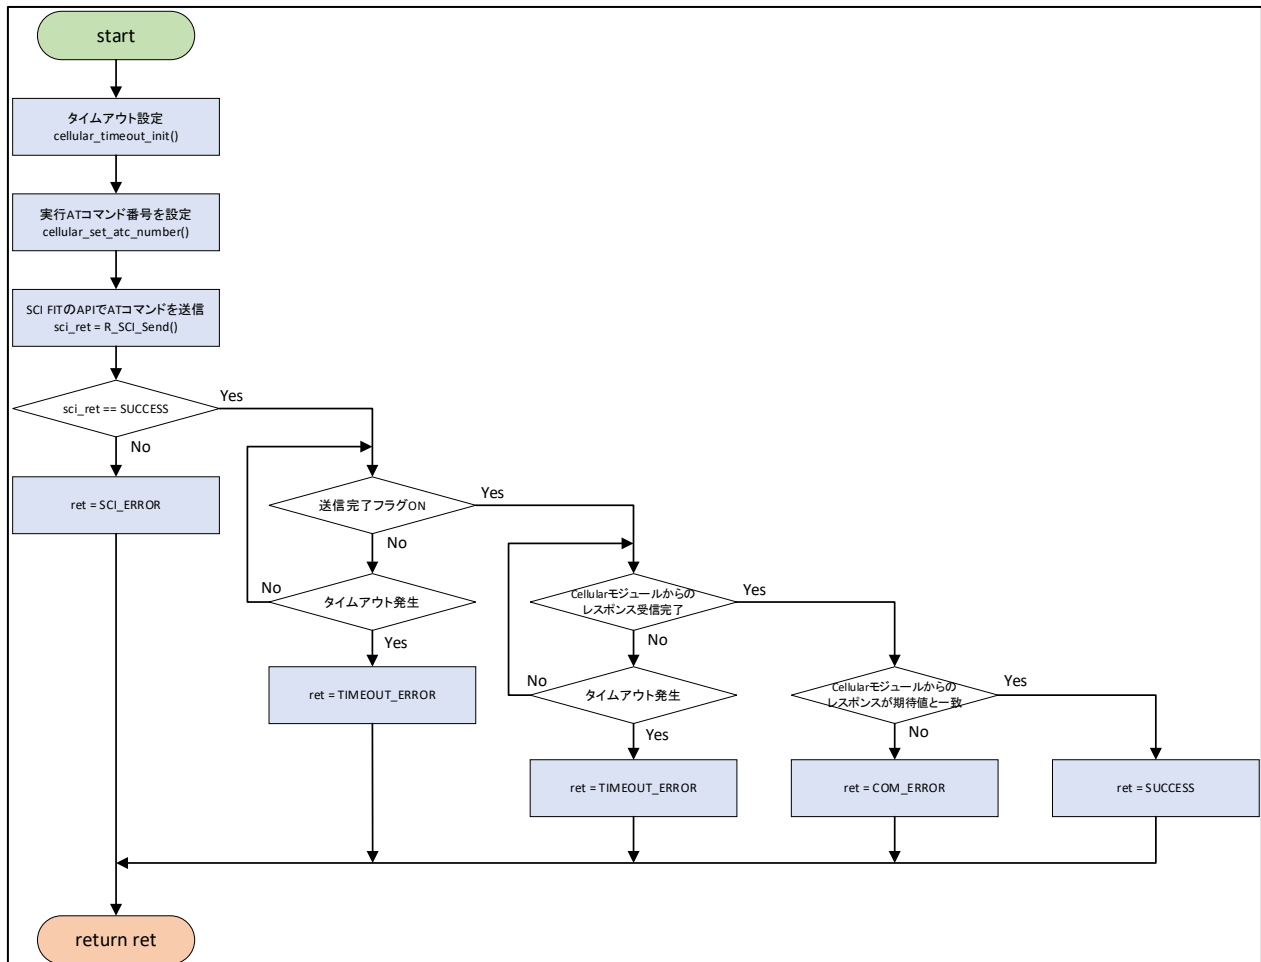 start
タイムアウト設定
cellular_timeout_init()
実行ATコマンド番号を設定
cellular_set_atc_number()
SCI FITのAPIでATコマンドを送信
sci_ret = R_SCI_Send()
sci_ret == SUCCESS
Yes
No
ret = SCI_ERROR
送信完了フラグON
Yes
No
タイムアウト発生
No
Yes
ret = TIMEOUT_ERROR
Cellularモジュールからの
レスポンス受信完了
Yes
No
タイムアウト発生
No
Yes
ret = TIMEOUT_ERROR
Cellularモジュールからの
レスポンスが期待値と一致
Yes
No
ret = COM_ERROR
ret = SUCCESS
return ret